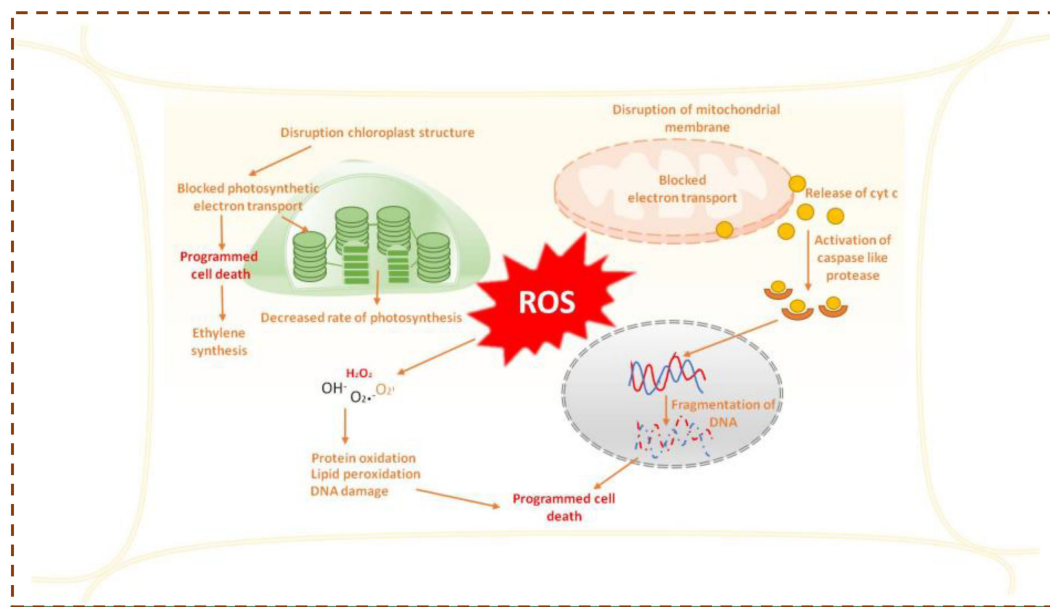 Disruption chloroplast structure
Blocked photosynthetic
electron transport
Programmed
cell death
Ethylene
synthesis
Decreased rate of photosynthesis
Disruption of mitochondrial
membrane
Blocked
electron transport
Release of cyt c
Activation of
caspase like
protease
ROS
H₂O₂
OH⁻
O₂•⁻
O₂¹
Fragmentation of
DNA
Protein oxidation
Lipid peroxidation
DNA damage
Programmed cell
death